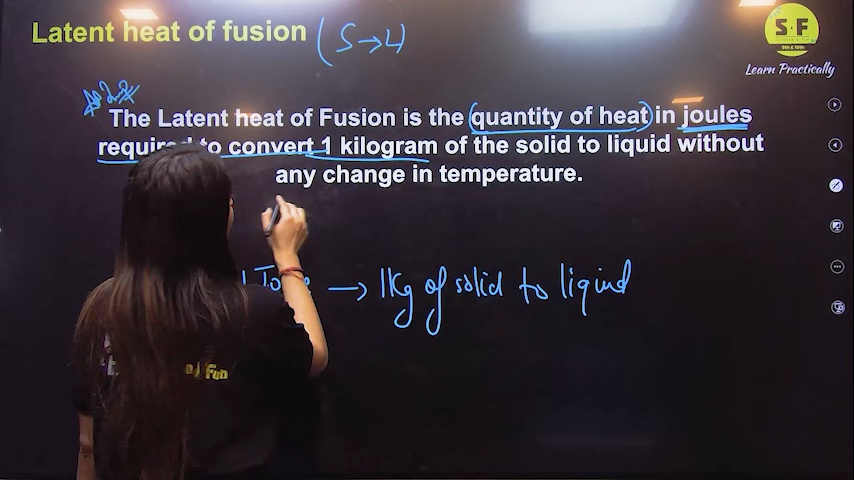 Latent heat of fusion (S→L)
S F
9th & 10th
Learn Practically
The Latent heat of Fusion is the quantity of heat in joules
required to convert 1 kilogram of the solid to liquid without
any change in temperature.
→ 1Kg of solid to liquid
Fun